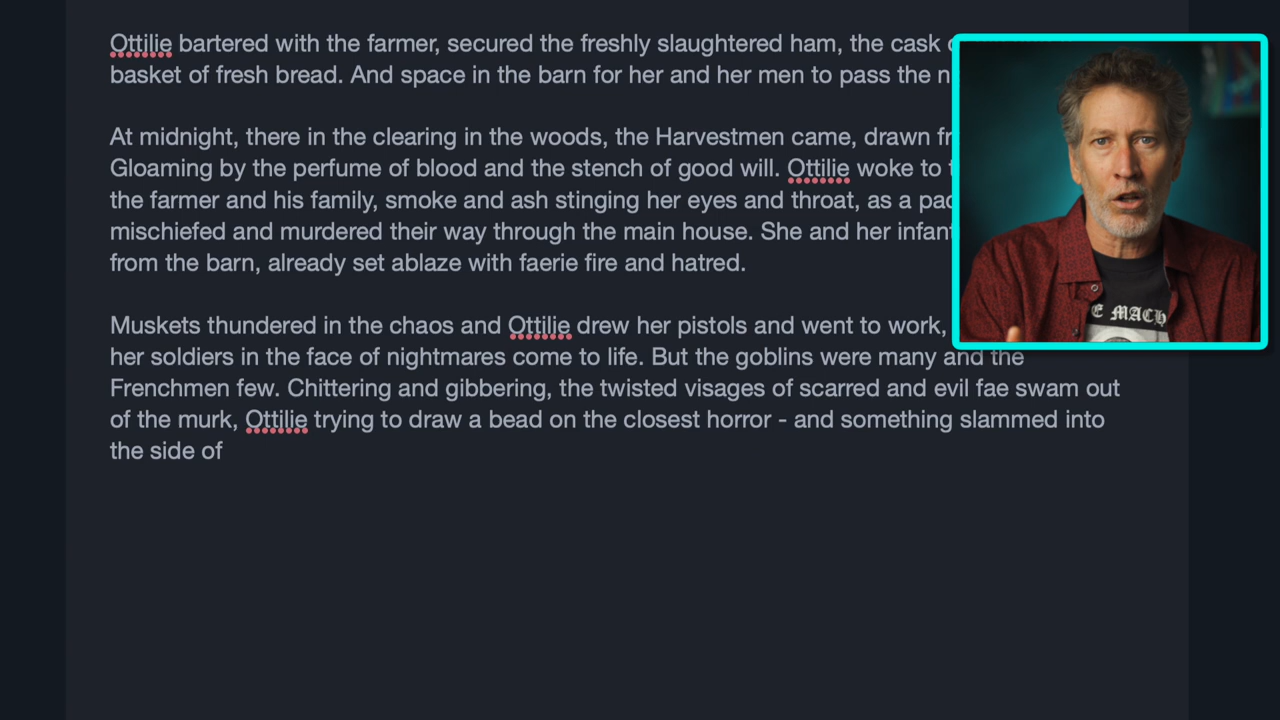 Ottilie bartered with the farmer, secured the freshly slaughtered ham, the cask
basket of fresh bread. And space in the barn for her and her men to pass the
At midnight, there in the clearing in the woods, the Harvestmen came, drawn
Gloaming by the perfume of blood and the stench of good will. Ottilie woke to
the farmer and his family, smoke and ash stinging her eyes and throat, as a
mischiefed and murdered their way through the main house. She and her
from the barn, already set ablaze with faerie fire and hatred.
Muskets thundered in the chaos and Ottilie drew her pistols and went to work,
her soldiers in the face of nightmares come to life. But the goblins were many and the
Frenchmen few. Chittering and gibbering, the twisted visages of scarred and evil fae swam out
of the murk, Ottilie trying to draw a bead on the closest horror - and something slammed into
the side of
E MACH